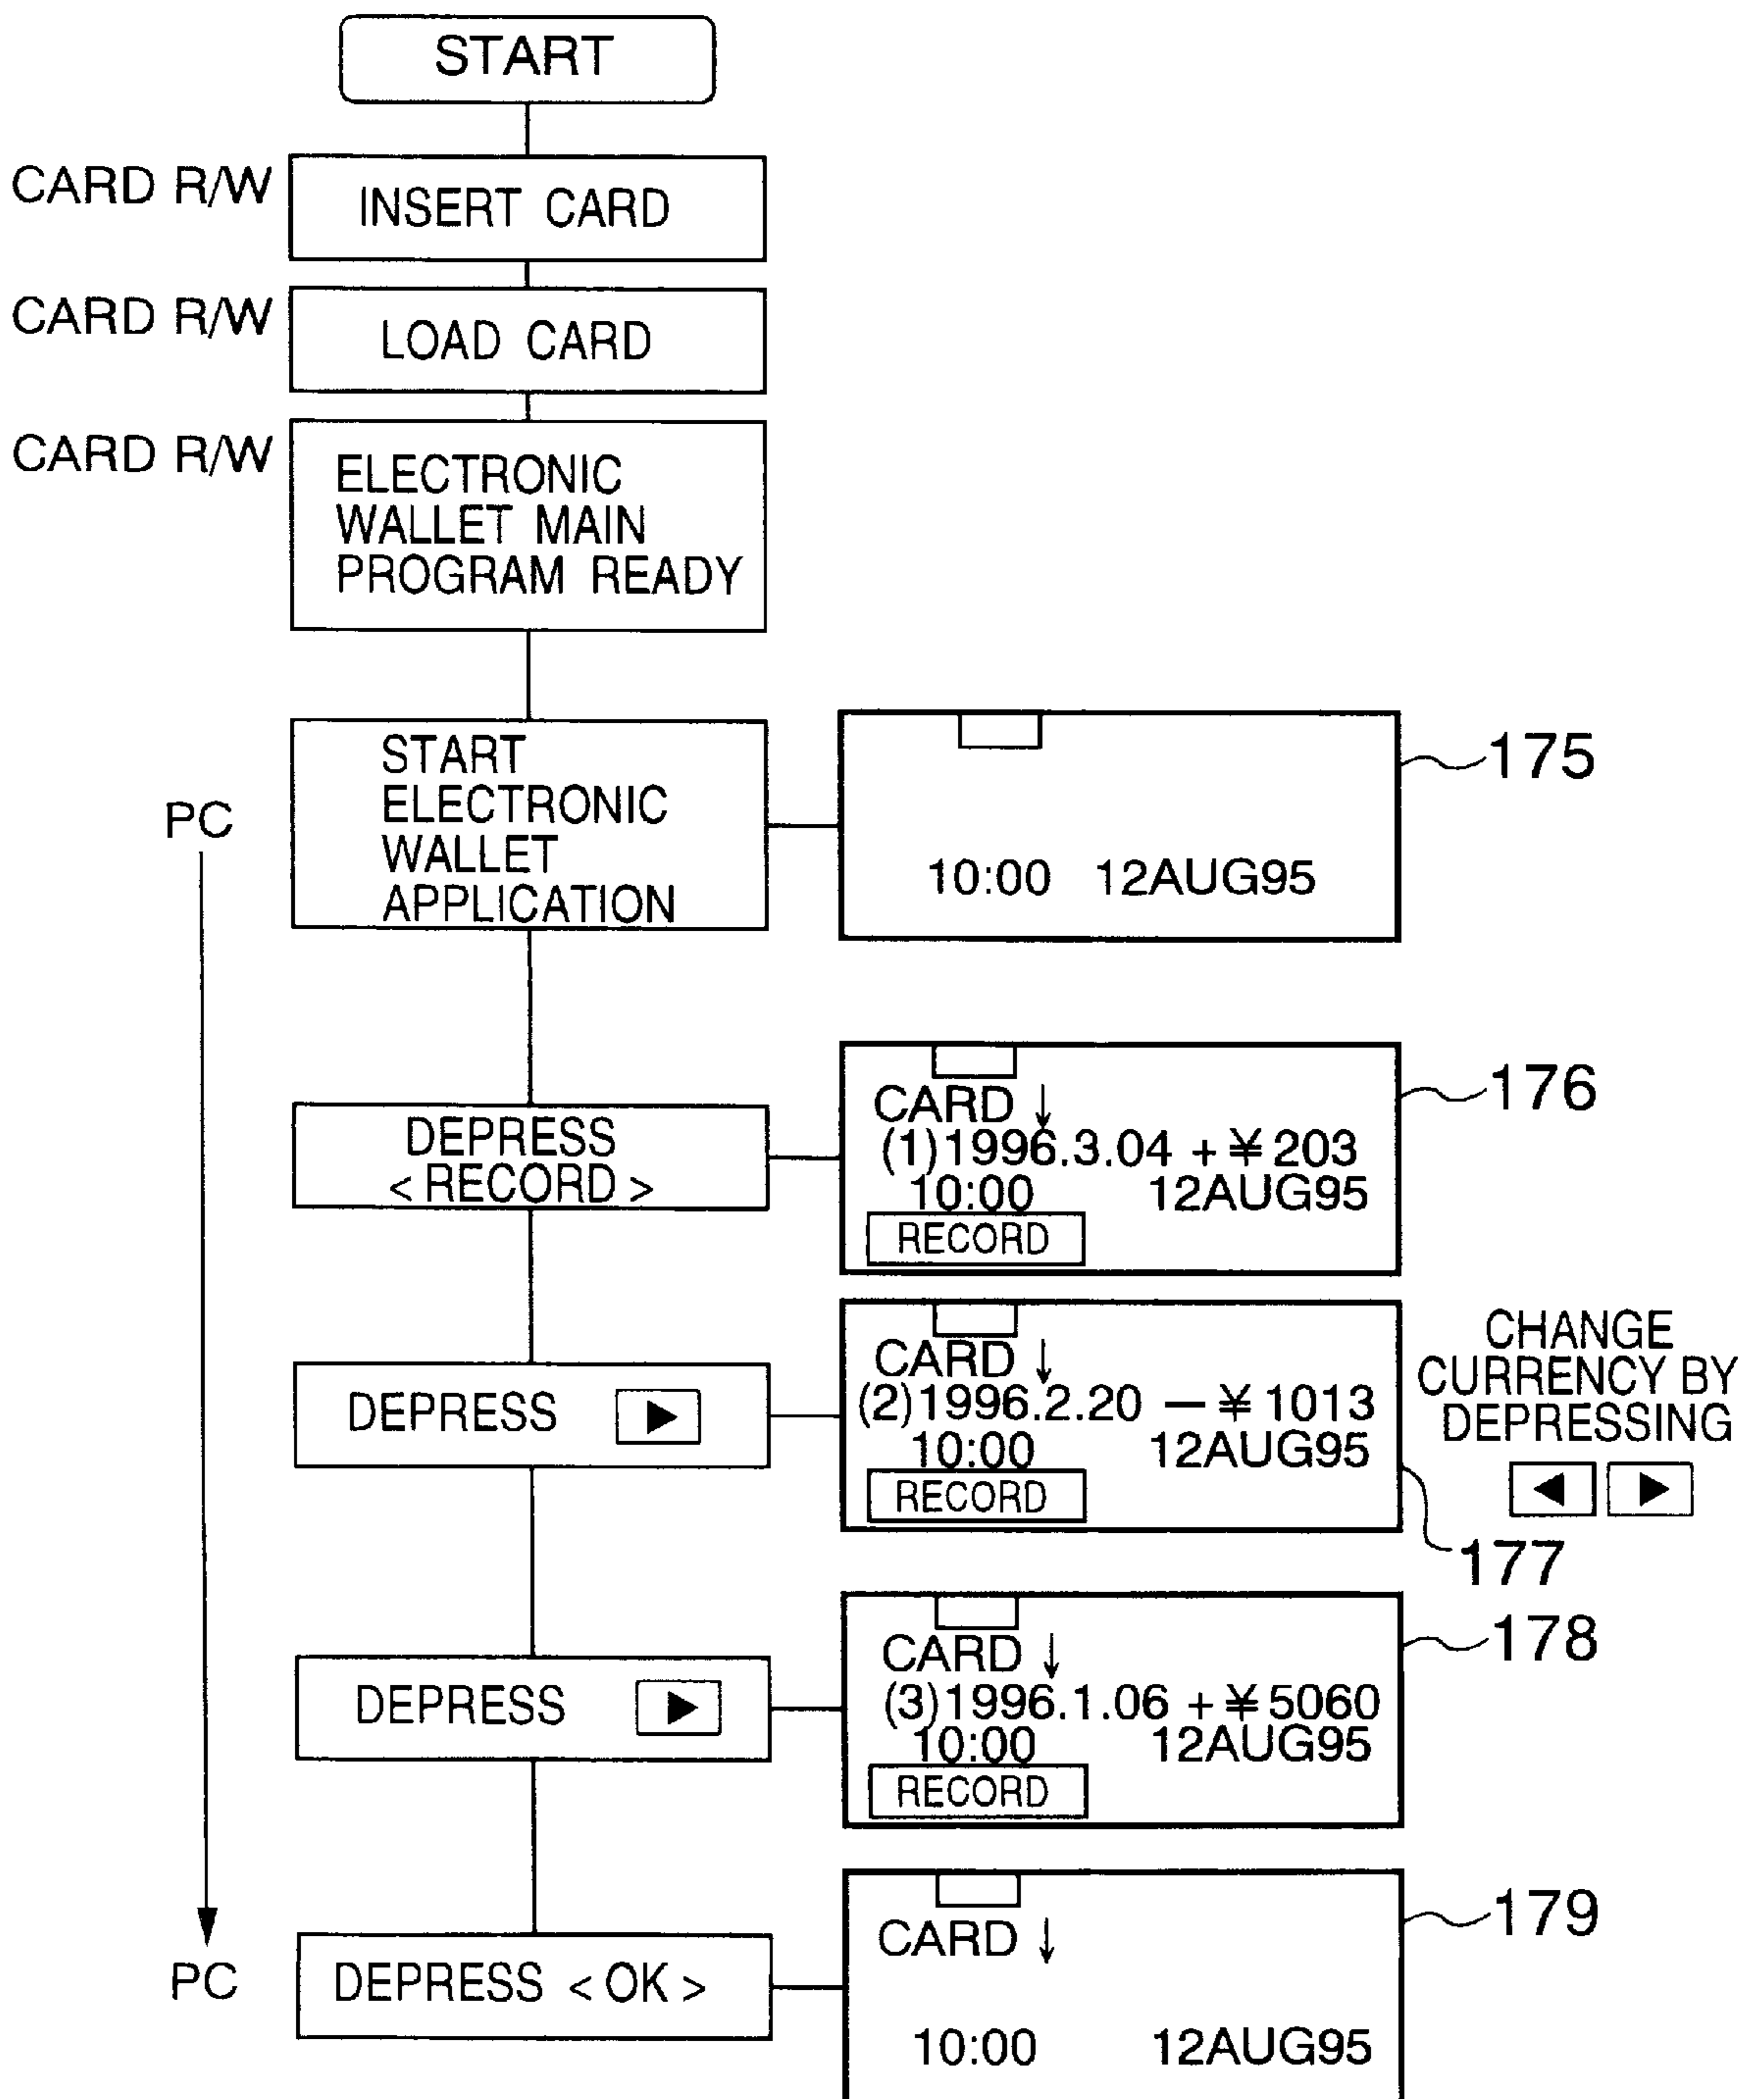 START
CARD R/W
INSERT CARD
CARD R/W
LOAD CARD
CARD R/W
ELECTRONIC
WALLET MAIN
PROGRAM READY
PC
START
ELECTRONIC
WALLET
APPLICATION
10:00 12AUG95
175
DEPRESS
< RECORD >
CARD ↓
(1)1996.3.04 + ¥ 203
10:00 12AUG95
RECORD
176
DEPRESS ▶
CARD ↓
(2)1996.2.20 — ¥ 1013
10:00 12AUG95
RECORD
CHANGE
CURRENCY BY
DEPRESSING
◀ ▶
177
DEPRESS ▶
CARD ↓
(3)1996.1.06 + ¥ 5060
10:00 12AUG95
RECORD
178
PC
DEPRESS < OK >
CARD ↓
10:00 12AUG95
179